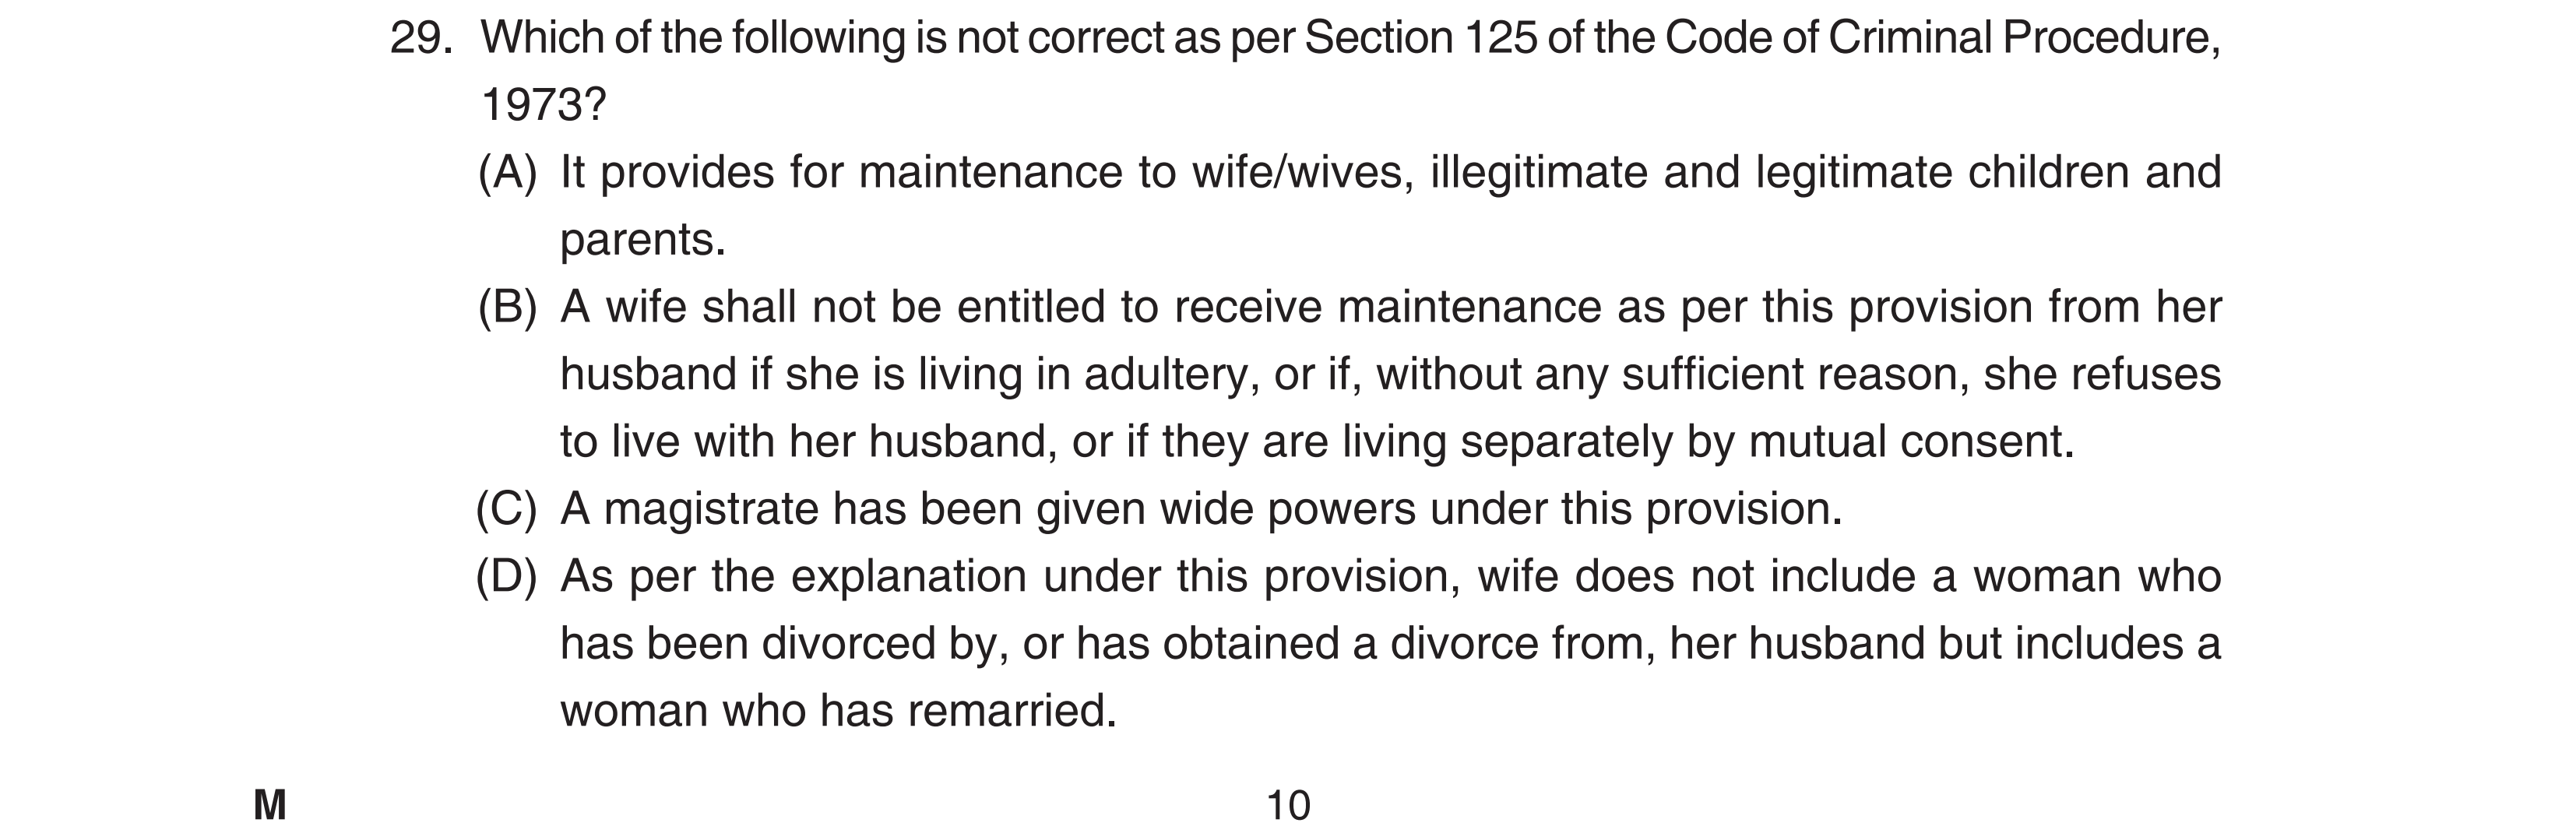 29. Which of the following is not correct as per Section 125 of the Code of Criminal Procedure,
1973?
(A) It provides for maintenance to wife/wives, illegitimate and legitimate children and
parents.
(B) A wife shall not be entitled to receive maintenance as per this provision from her
husband if she is living in adultery, or if, without any sufficient reason, she refuses
to live with her husband, or if they are living separately by mutual consent.
(C) A magistrate has been given wide powers under this provision.
(D) As per the explanation under this provision, wife does not include a woman who
has been divorced by, or has obtained a divorce from, her husband but includes a
woman who has remarried.
M 10